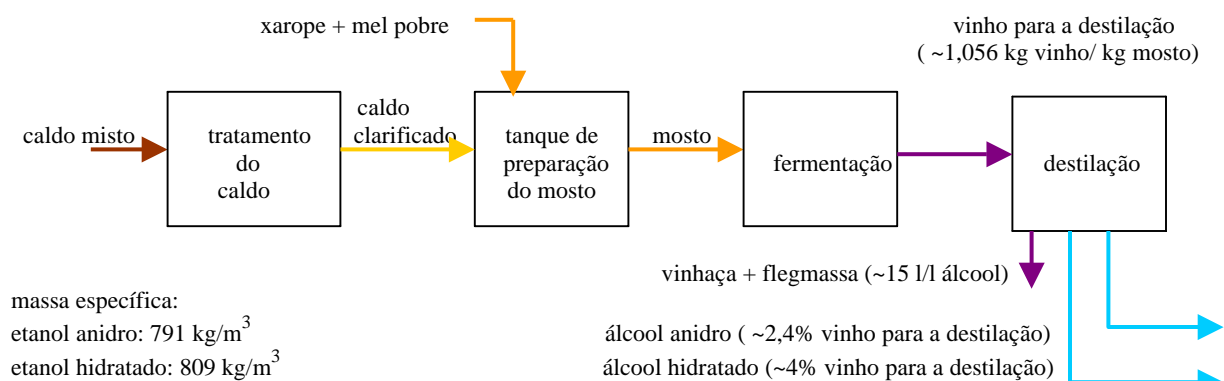 xarope + mel pobre
vinho para a destilação
( ~1,056 kg vinho/ kg mosto)
caldo misto
tratamento
do
caldo
caldo
clarificado
tanque de
preparação
do mosto
mosto
fermentação
destilação
vinhaça + flegmassa (~15 l/l álcool)
massa específica:
etanol anidro: 791 kg/m³
etanol hidratado: 809 kg/m³
álcool anidro ( ~2,4% vinho para a destilação)
álcool hidratado (~4% vinho para a destilação)